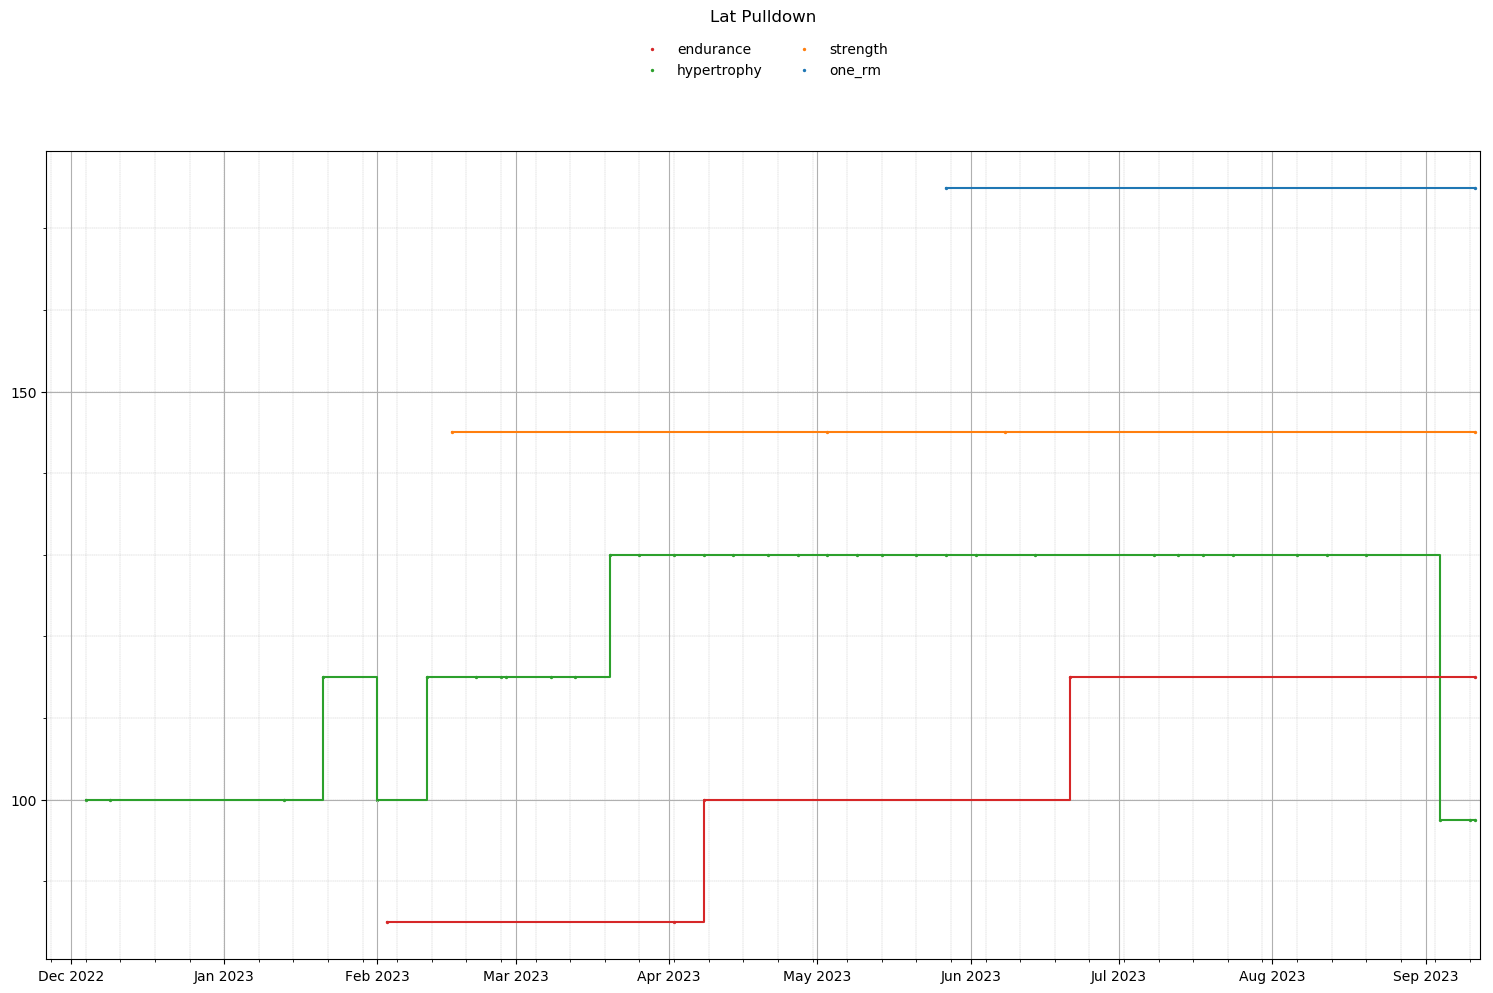 Lat Pulldown
endurance strength
hypertrophy one_rm
150
100
Dec 2022 Jan 2023 Feb 2023 Mar 2023 Apr 2023 May 2023 Jun 2023 Jul 2023 Aug 2023 Sep 2023